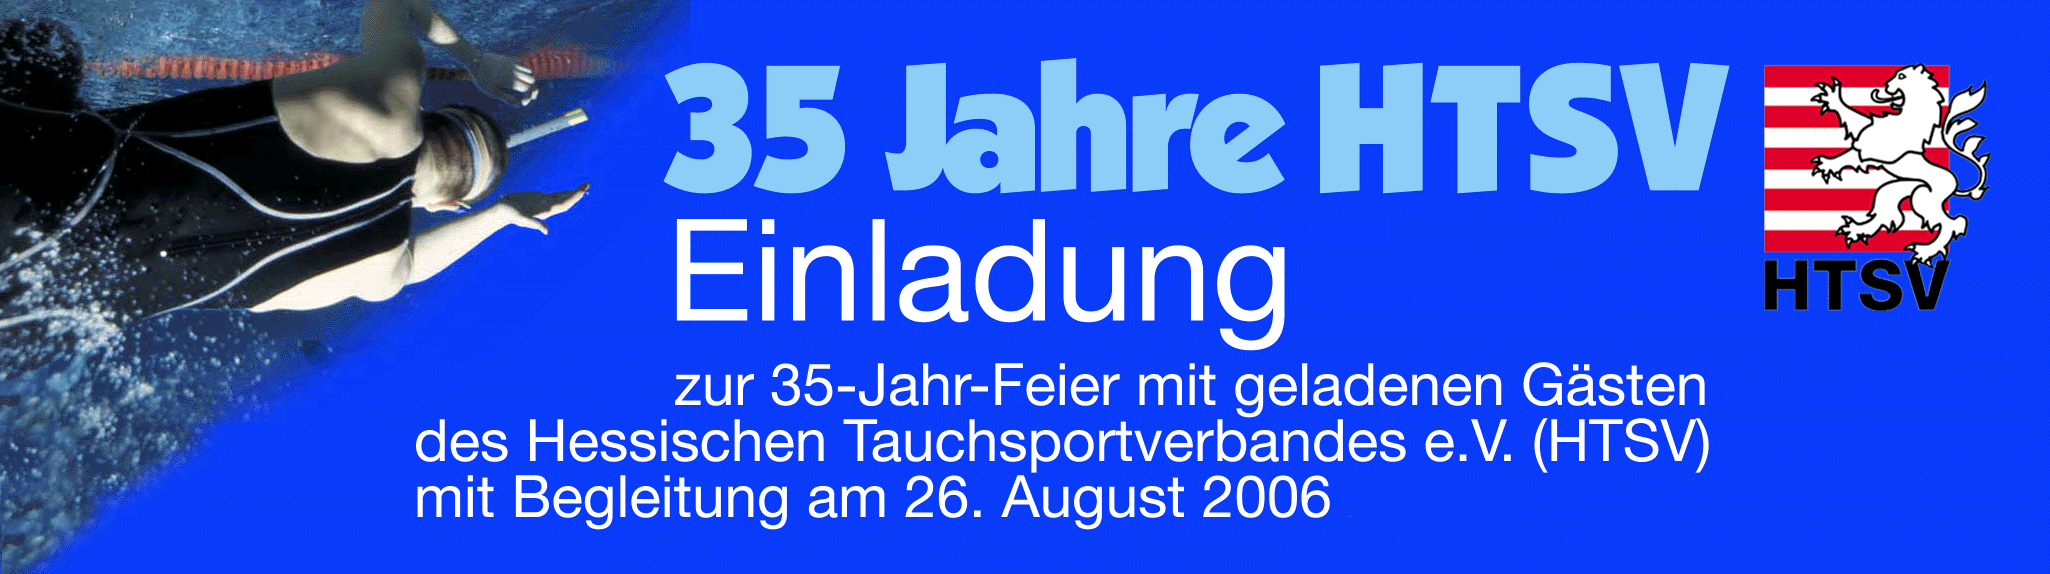 35 Jahre HTSV
Einladung
zur 35-Jahr-Feier mit geladenen Gästen
des Hessischen Tauchsportverbandes e.V. (HTSV)
mit Begleitung am 26. August 2006
HTSV